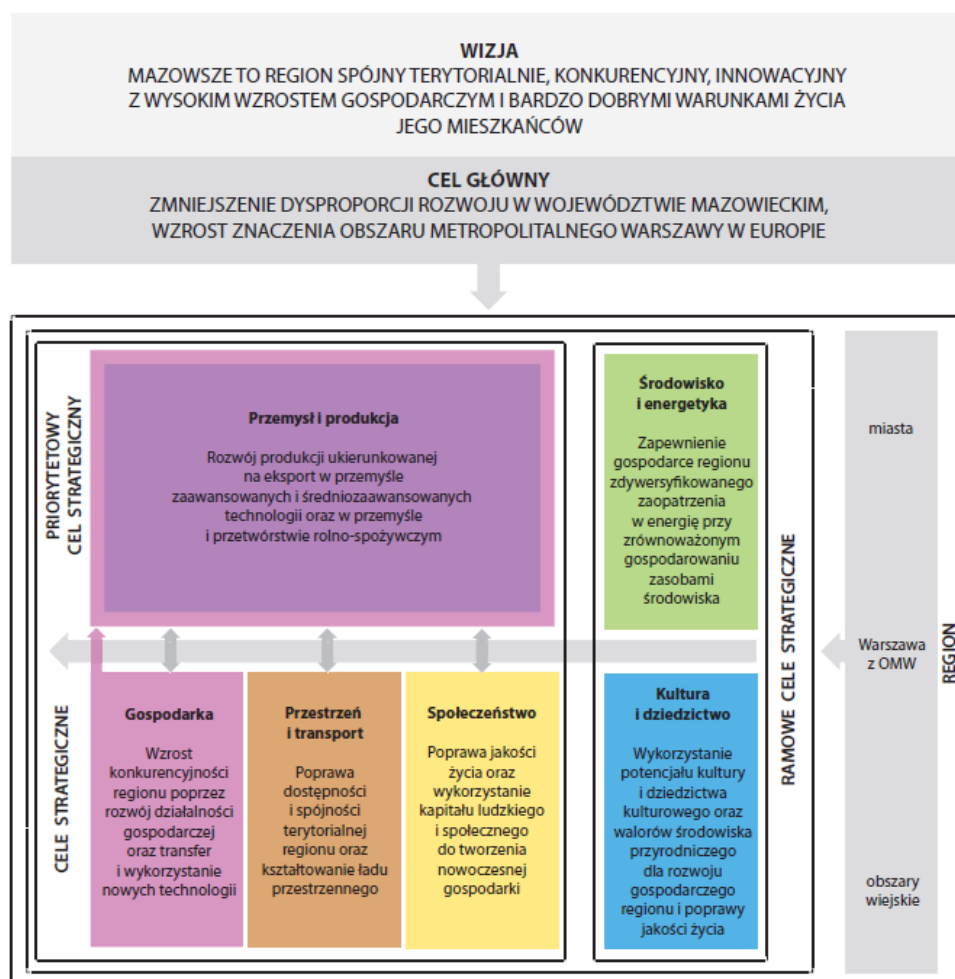 WIZJA
MAZOWSZE TO REGION SPÓJNY TERYTORIALNIE, KONKURENCYJNY, INNOWACYJNY
Z WYSOKIM WZROSTEM GOSPODARCZYM I BARDZO DOBRYMI WARUNKAMI ŻYCIA
JEGO MIESZKAŃCÓW
CEL GŁÓWNY
ZMNIEJSZENIE DYSPROPORCJI ROZWOJU W WOJEWÓDZTWIE MAZOWIECKIM,
WZROST ZNACZENIA OBSZARU METROPOLITALNEGO WARSZAWY W EUROPIE
PRIORYTETOWY
CEL STRATEGICZNY
Przemysł i produkcja
Rozwój produkcji ukierunkowanej
na eksport w przemyśle
zaawansowanych i średniozaawansowanych
technologii oraz w przemyśle
i przetwórstwie rolno-spożywczym
CELE STRATEGICZNE
Gospodarka
Wzrost
konkurencyjności
regionu poprzez
rozwój działalności
gospodarczej
oraz transfer
i wykorzystanie
nowych technologii
Przestrzeń
i transport
Poprawa
dostępności
i spójności
terytorialnej
regionu oraz
kształtowanie ładu
przestrzennego
Społeczeństwo
Poprawa jakości
życia oraz
wykorzystanie
kapitału ludzkiego
i społecznego
do tworzenia
nowoczesnej
gospodarki
Środowisko
i energetyka
Zapewnienie
gospodarce regionu
zdywersyfikowanego
zaopatrzenia
w energię przy
zrównoważonym
gospodarowaniu
zasobami
środowiska
Kultura
i dziedzictwo
Wykorzystanie
potencjału kultury
i dziedzictwa
kulturowego oraz
walorów środowiska
przyrodniczego
dla rozwoju
gospodarczego
regionu i poprawy
jakości życia
RAMOWE CELE STRATEGICZNE
miasta
Warszawa
z OMW
obszary
wiejskie
REGION